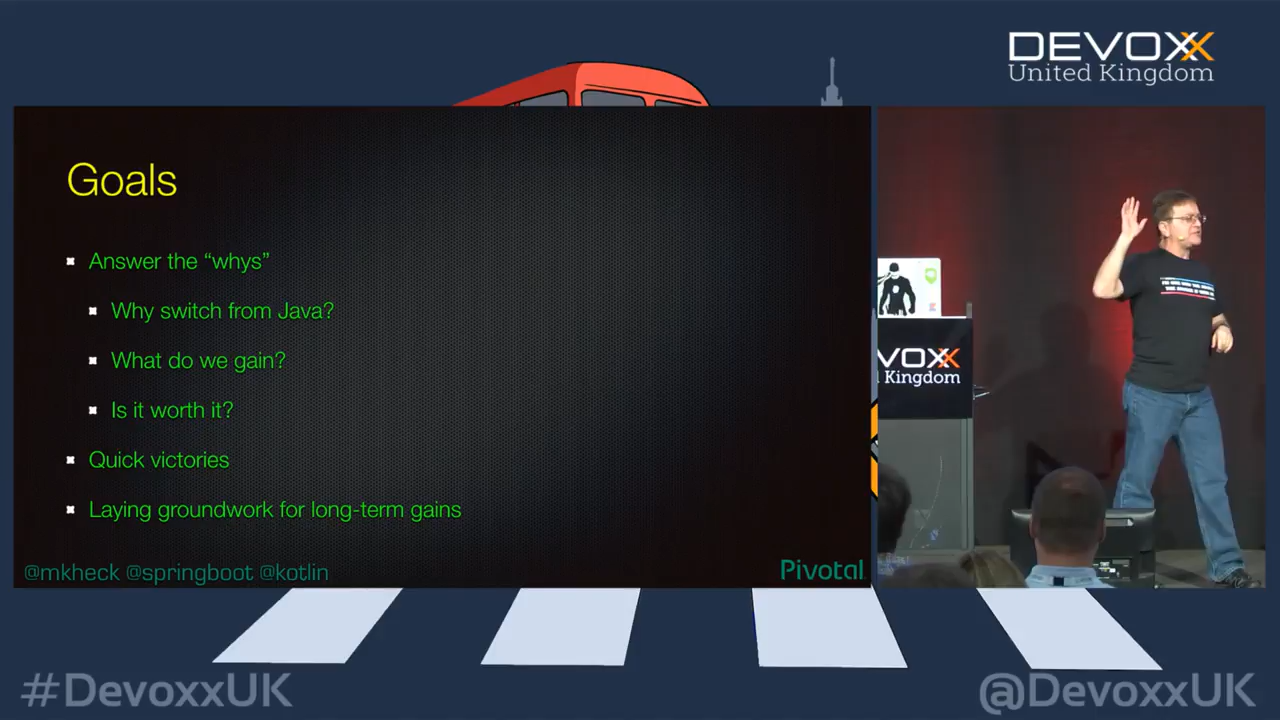 DEVOXX
United Kingdom
Goals
Answer the “whys”
Why switch from Java?
What do we gain?
Is it worth it?
Quick victories
Laying groundwork for long-term gains
@mkheck @springboot @kotlin
Pivotal
VOXX
Kingdom
#DevoxxUK
@DevoxxUK